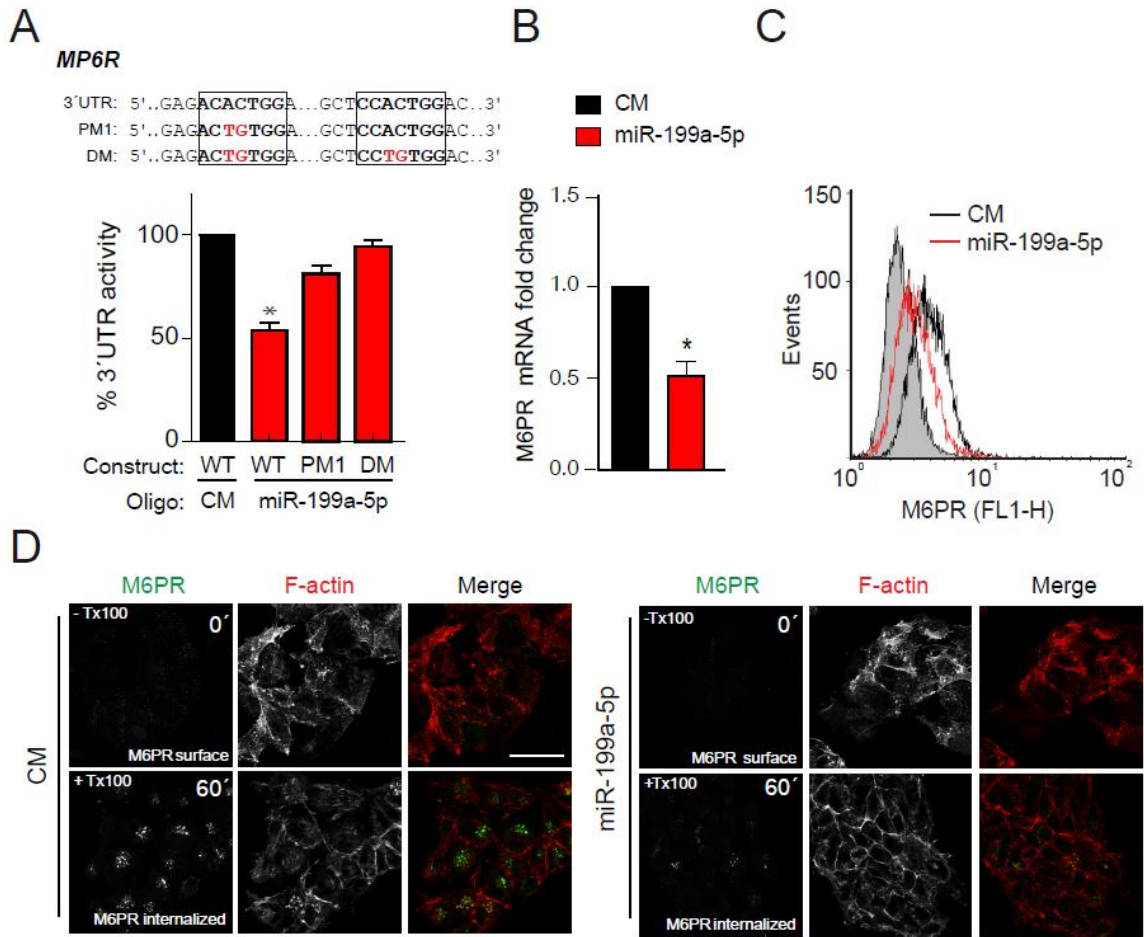 A
MP6R
3´UTR: 5'..GAGACACTGGA...GCTCCACTGGAC..3'
PM1: 5'..GAGACTGTGGA...GCTCCACTGGAC..3'
DM: 5'..GAGACTGTGGA...GCTCCTGTGGAC..3'
% 3´UTR activity
100
50
0
*
Construct: WT WT PM1 DM
Oligo: CM miR-199a-5p
B
CM
miR-199a-5p
M6PR mRNA fold change
1.5
1.0
0.5
0.0
*
C
Events
150
100
50
CM
miR-199a-5p
10⁰ 10¹ 10²
M6PR (FL1-H)
D
M6PR F-actin Merge
CM
- Tx100
0´
M6PR surface
+ Tx100
60´
M6PR internalized
M6PR F-actin Merge
miR-199a-5p
-Tx100
0´
M6PR surface
+Tx100
60´
M6PR internalized